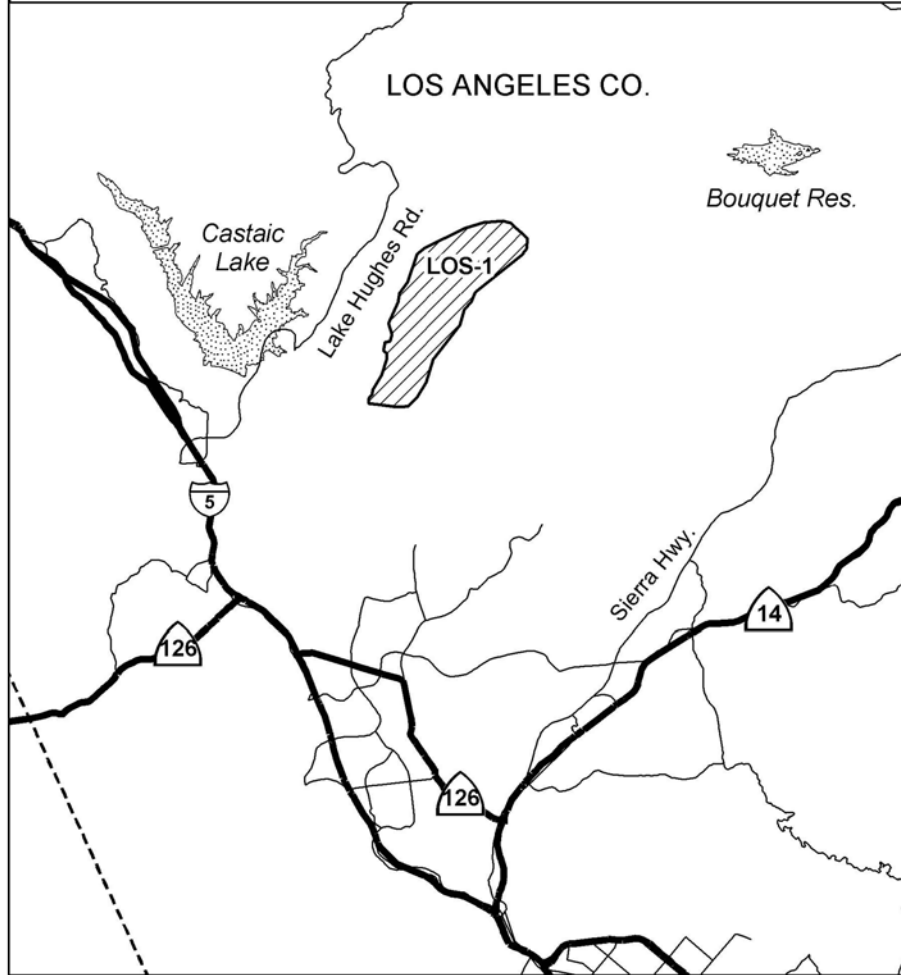 LOS ANGELES CO.
Bouquet Res.
Castaic
Lake
Lake Hughes Rd.
LOS-1
5
Sierra Hwy.
14
126
126